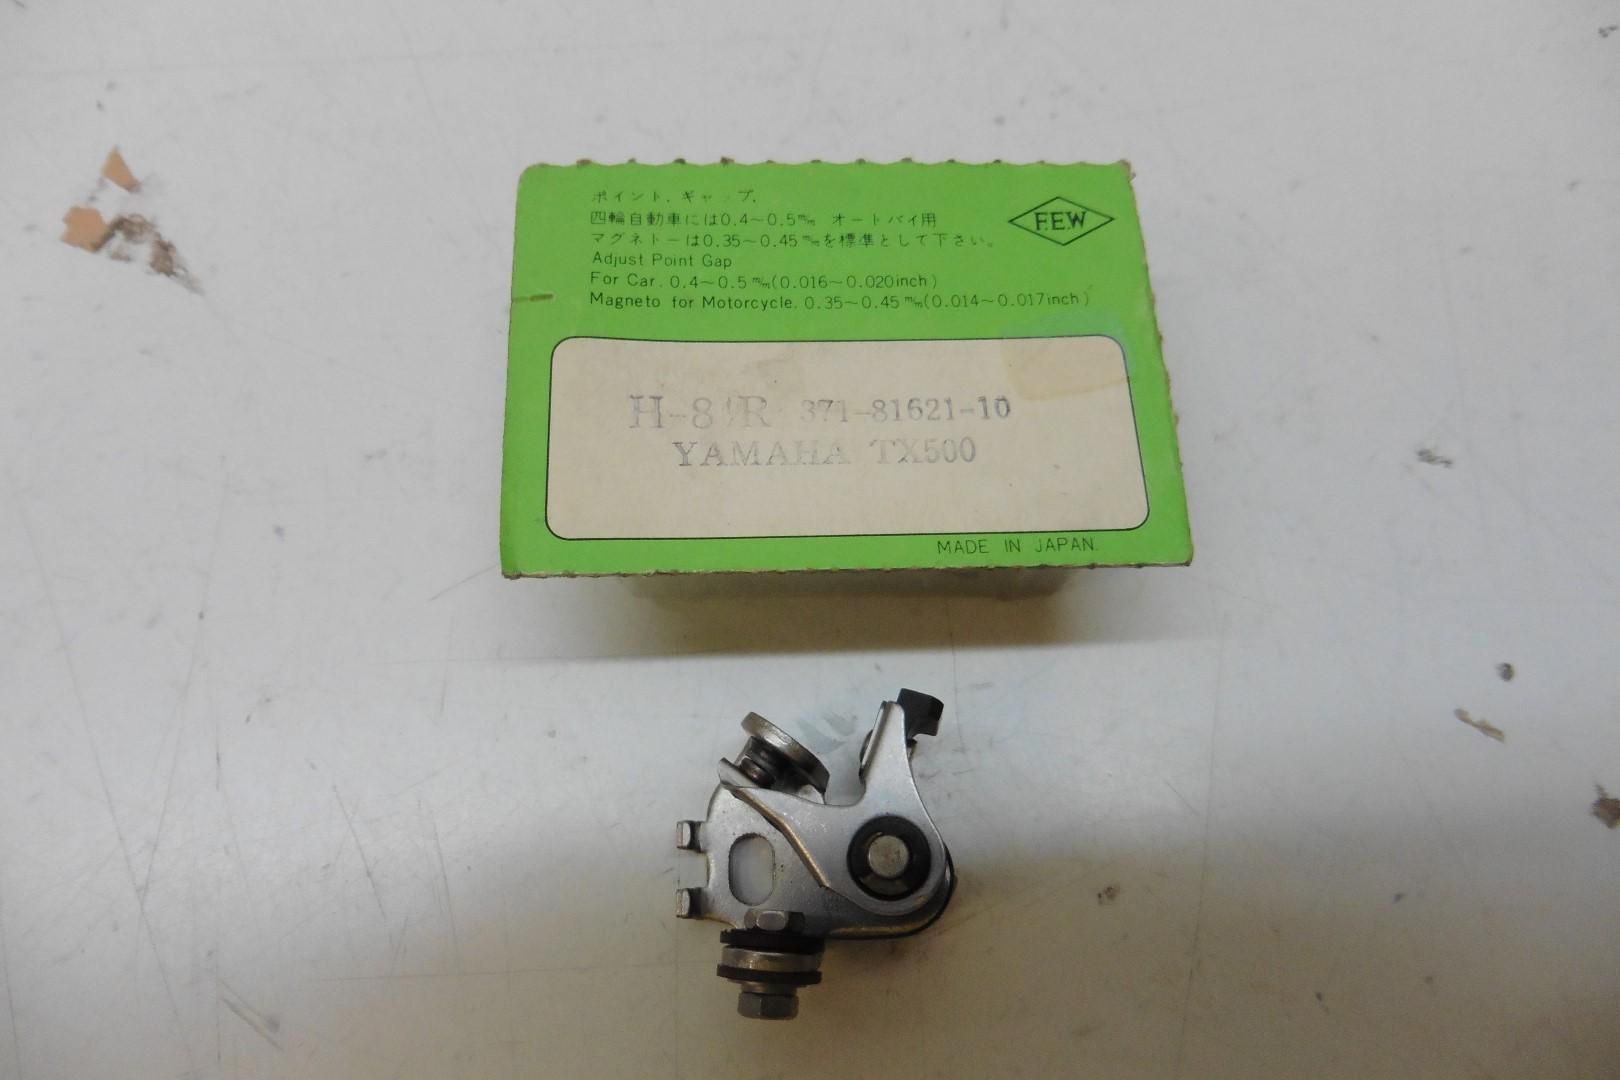 ポイント.ギャップ.
四輪自動車には0.4～0.5㎜ オートバイ用
マグネトーは0.35～0.45㎜を標準として下さい。
F.E.W
Adjust Point Gap
For Car. 0.4～0.5㎜(0.016～0.020inch)
Magneto for Motorcycle. 0.35～0.45㎜(0.014～0.017inch)
371-81621-10
YAMAHA TX500
MADE IN JAPAN.